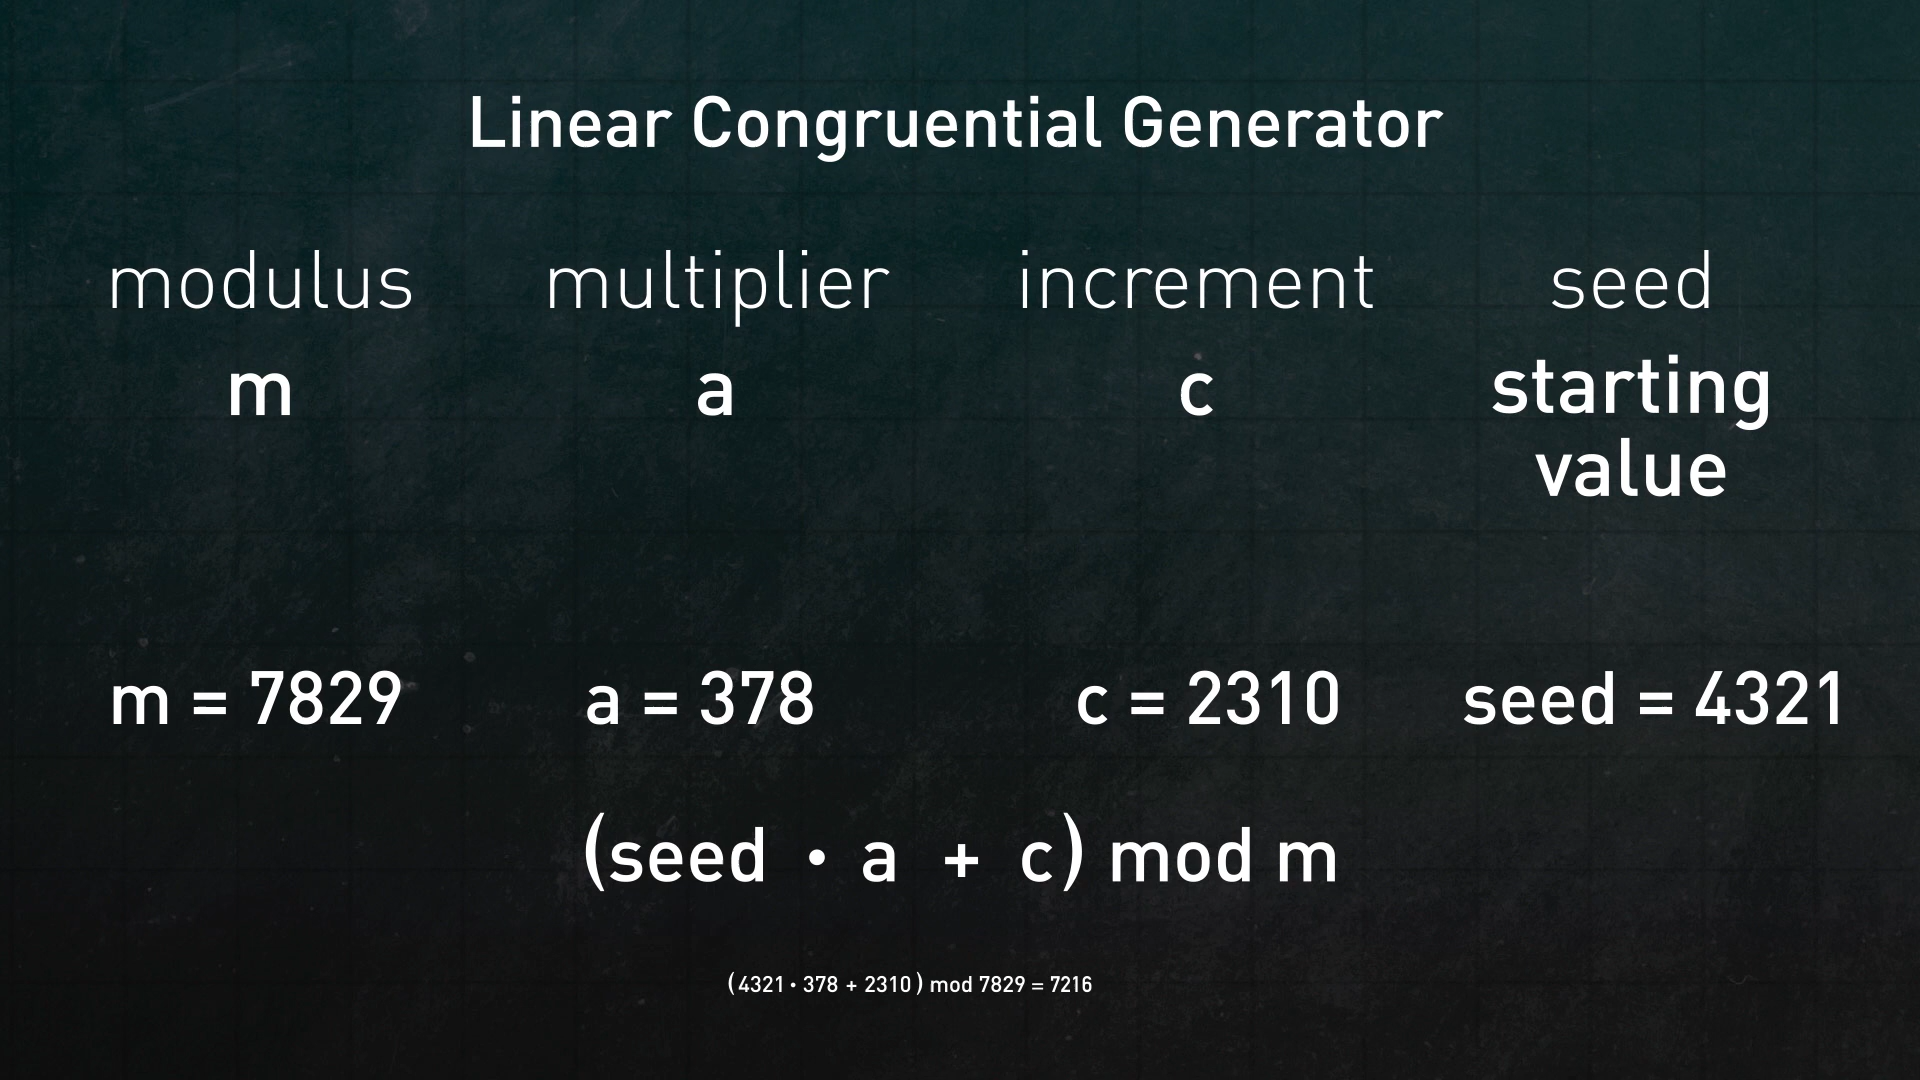 Linear Congruential Generator
modulus multiplier increment seed
m a c starting
value
m = 7829 a = 378 c = 2310 seed = 4321
(seed • a + c) mod m
(4321 • 378 + 2310) mod 7829 = 7216